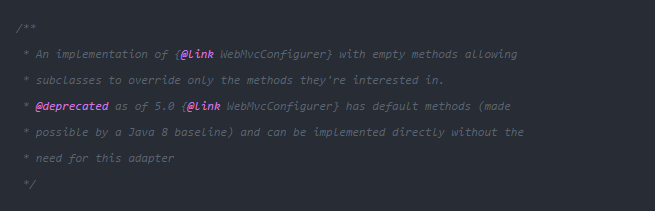 /**
* An implementation of {@link WebMvcConfigurer} with empty methods allowing
* subclasses to override only the methods they're interested in.
* @deprecated as of 5.0 {@link WebMvcConfigurer} has default methods (made
* possible by a Java 8 baseline) and can be implemented directly without the
* need for this adapter
*/